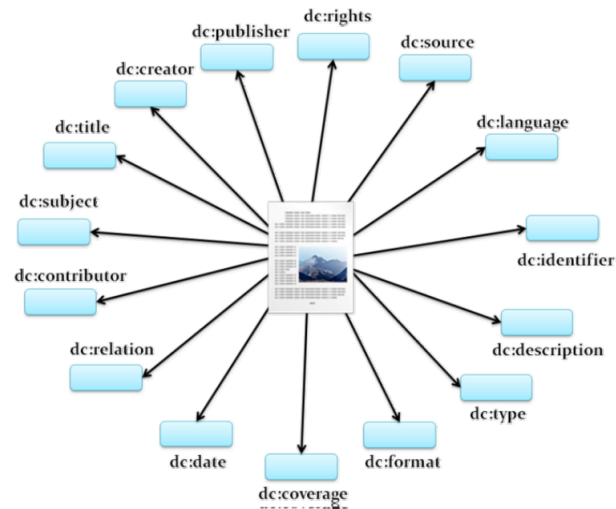 dc:rights
dc:publisher
dc:source
dc:creator
dc:language
dc:title
dc:subject
dc:identifier
dc:contributor
dc:description
dc:relation
dc:type
dc:date
dc:format
dc:coverage